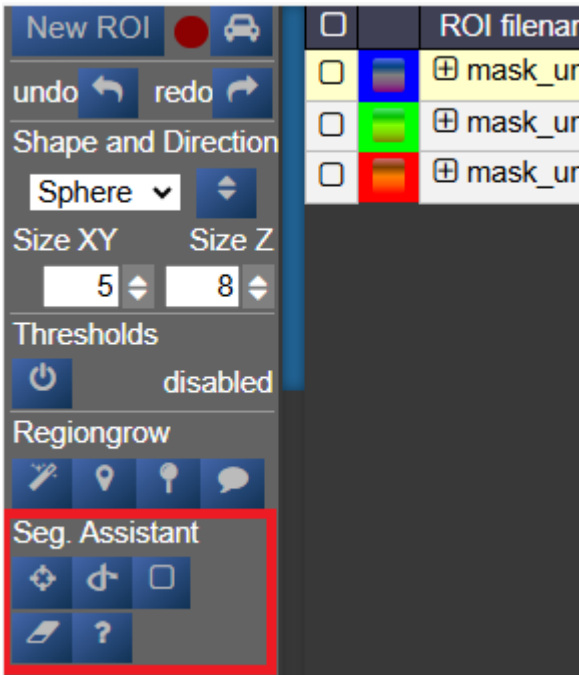 New ROI
undo redo
Shape and Direction
Sphere
Size XY Size Z
5 8
Thresholds
disabled
Regiongrow
Seg. Assistant
?
ROI filenar
mask_ur
mask_ur
mask_ur